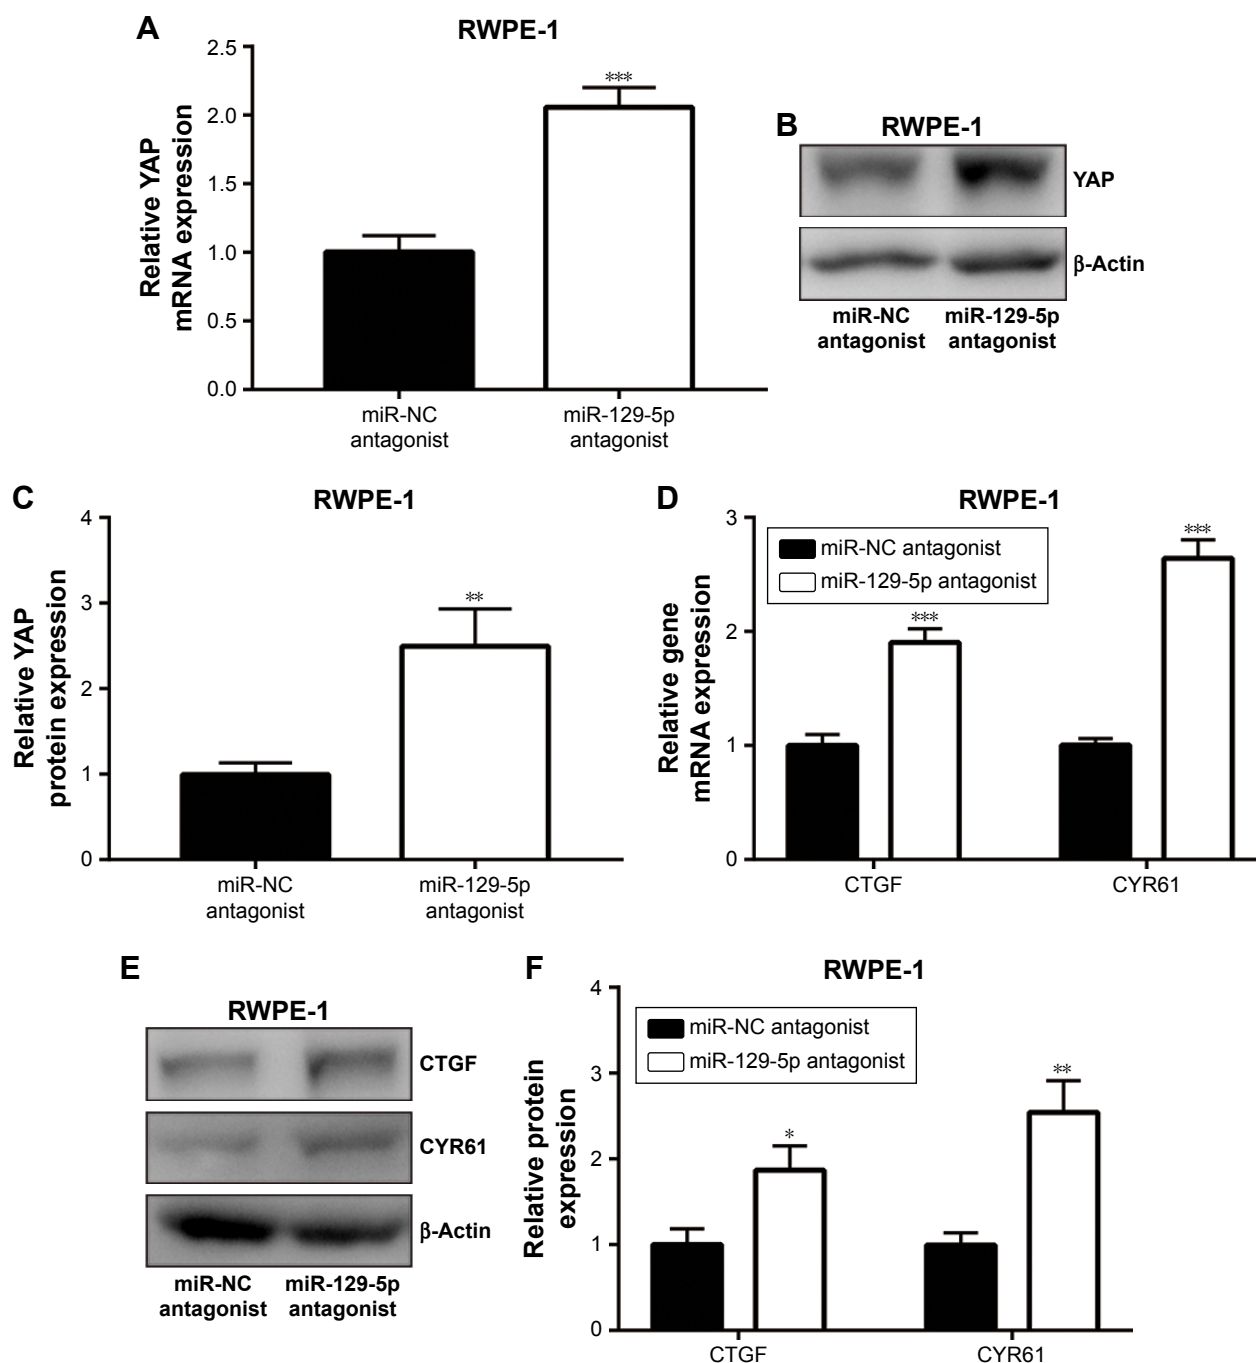 A
RWPE-1
Relative YAP
mRNA expression
2.5
2.0
1.5
1.0
0.5
0.0
***
miR-NC
antagonist
miR-129-5p
antagonist
B
RWPE-1
YAP
β-Actin
miR-NC
antagonist
miR-129-5p
antagonist
C
RWPE-1
Relative YAP
protein expression
4
3
2
1
0
**
miR-NC
antagonist
miR-129-5p
antagonist
D
RWPE-1
Relative gene
mRNA expression
3
2
1
0
miR-NC antagonist
miR-129-5p antagonist
***
***
CTGF
CYR61
E
RWPE-1
CTGF
CYR61
β-Actin
miR-NC
antagonist
miR-129-5p
antagonist
F
RWPE-1
Relative protein
expression
4
3
2
1
0
miR-NC antagonist
miR-129-5p antagonist
*
**
CTGF
CYR61